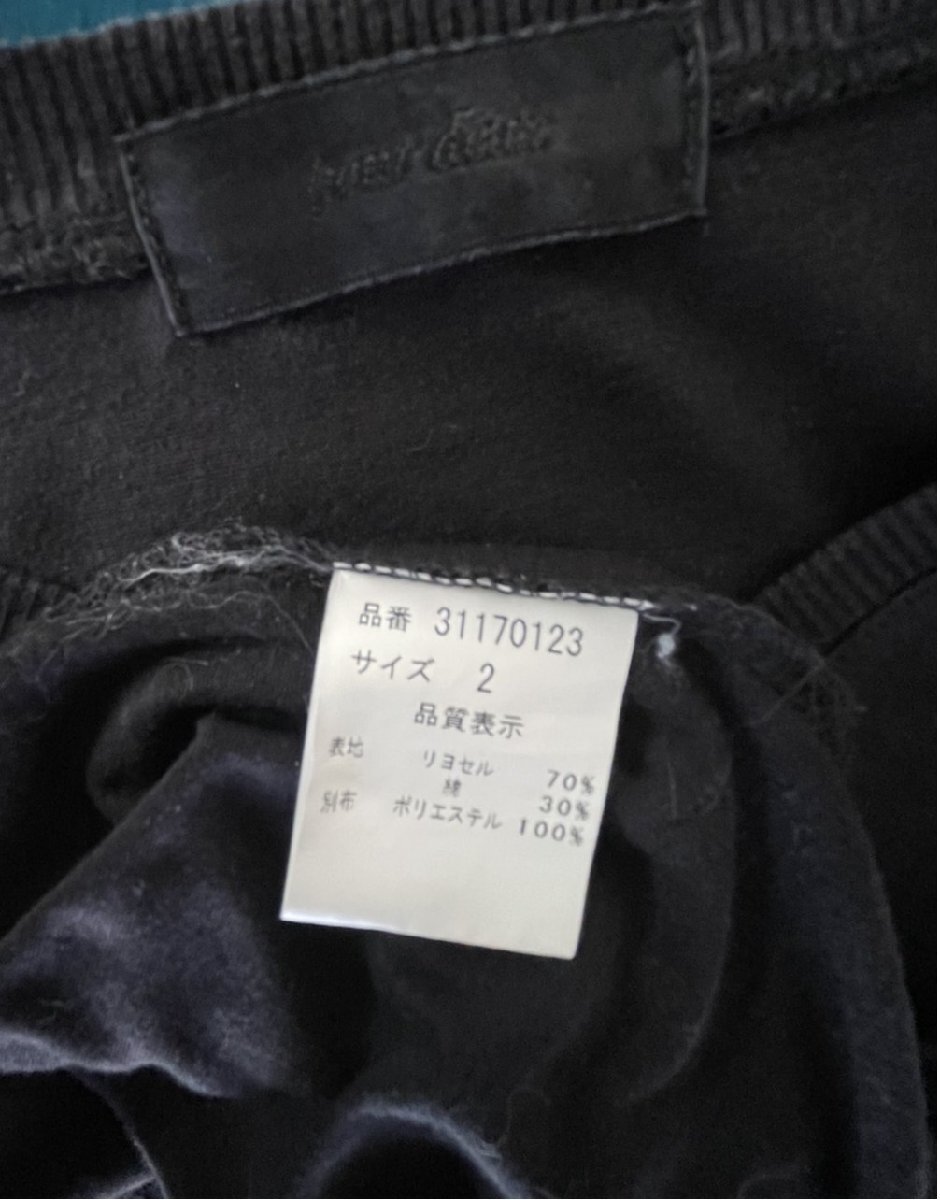 品番 31170123
サイズ 2
品質表示
表地 リヨセル 70%
綿 30%
別布 ポリエステル 100%